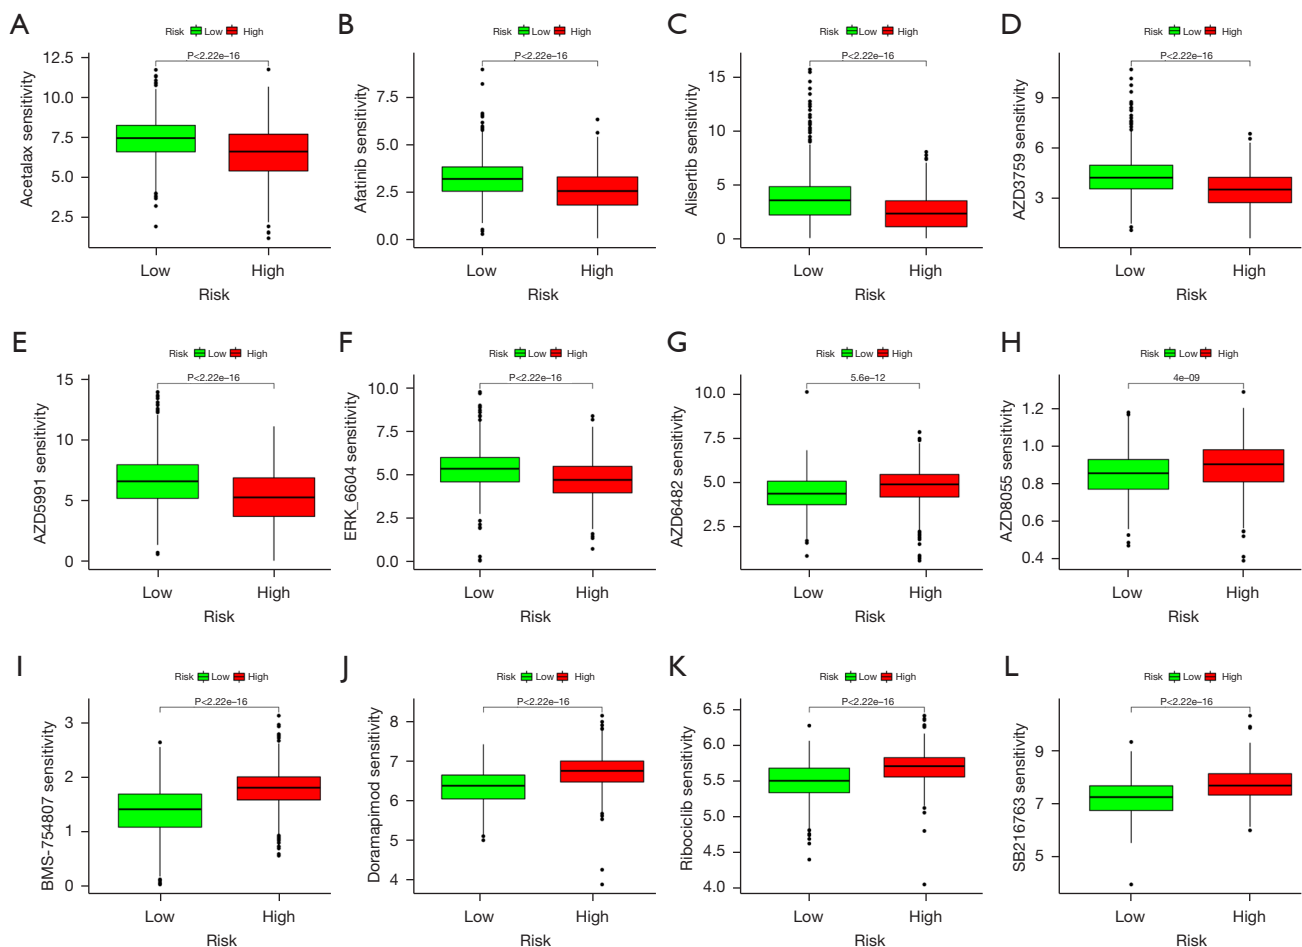 A
Risk Low High
P<2.22e−16
Acetalax sensitivity
12.5
10.0
7.5
5.0
2.5
Low High
Risk
B
Risk Low High
P<2.22e−16
Afatinib sensitivity
7.5
5.0
2.5
0.0
Low High
Risk
C
Risk Low High
P<2.22e−16
Alisertib sensitivity
15
10
5
0
Low High
Risk
D
Risk Low High
P<2.22e−16
AZD3759 sensitivity
9
6
3
Low High
Risk
E
Risk Low High
P<2.22e−16
AZD5991 sensitivity
15
10
5
0
Low High
Risk
F
Risk Low High
P<2.22e−16
ERK_6604 sensitivity
10.0
7.5
5.0
2.5
0.0
Low High
Risk
G
Risk Low High
5.6e−12
AZD6482 sensitivity
10.0
7.5
5.0
2.5
Low High
Risk
H
Risk Low High
4e−09
AZD8055 sensitivity
1.2
1.0
0.8
0.6
0.4
Low High
Risk
I
Risk Low High
P<2.22e−16
BMS-754807 sensitivity
3
2
1
0
Low High
Risk
J
Risk Low High
P<2.22e−16
Doramapimod sensitivity
8
7
6
5
4
Low High
Risk
K
Risk Low High
P<2.22e−16
Ribociclib sensitivity
6.5
6.0
5.5
5.0
4.5
4.0
Low High
Risk
L
Risk Low High
P<2.22e−16
SB216763 sensitivity
9
7
5
Low High
Risk